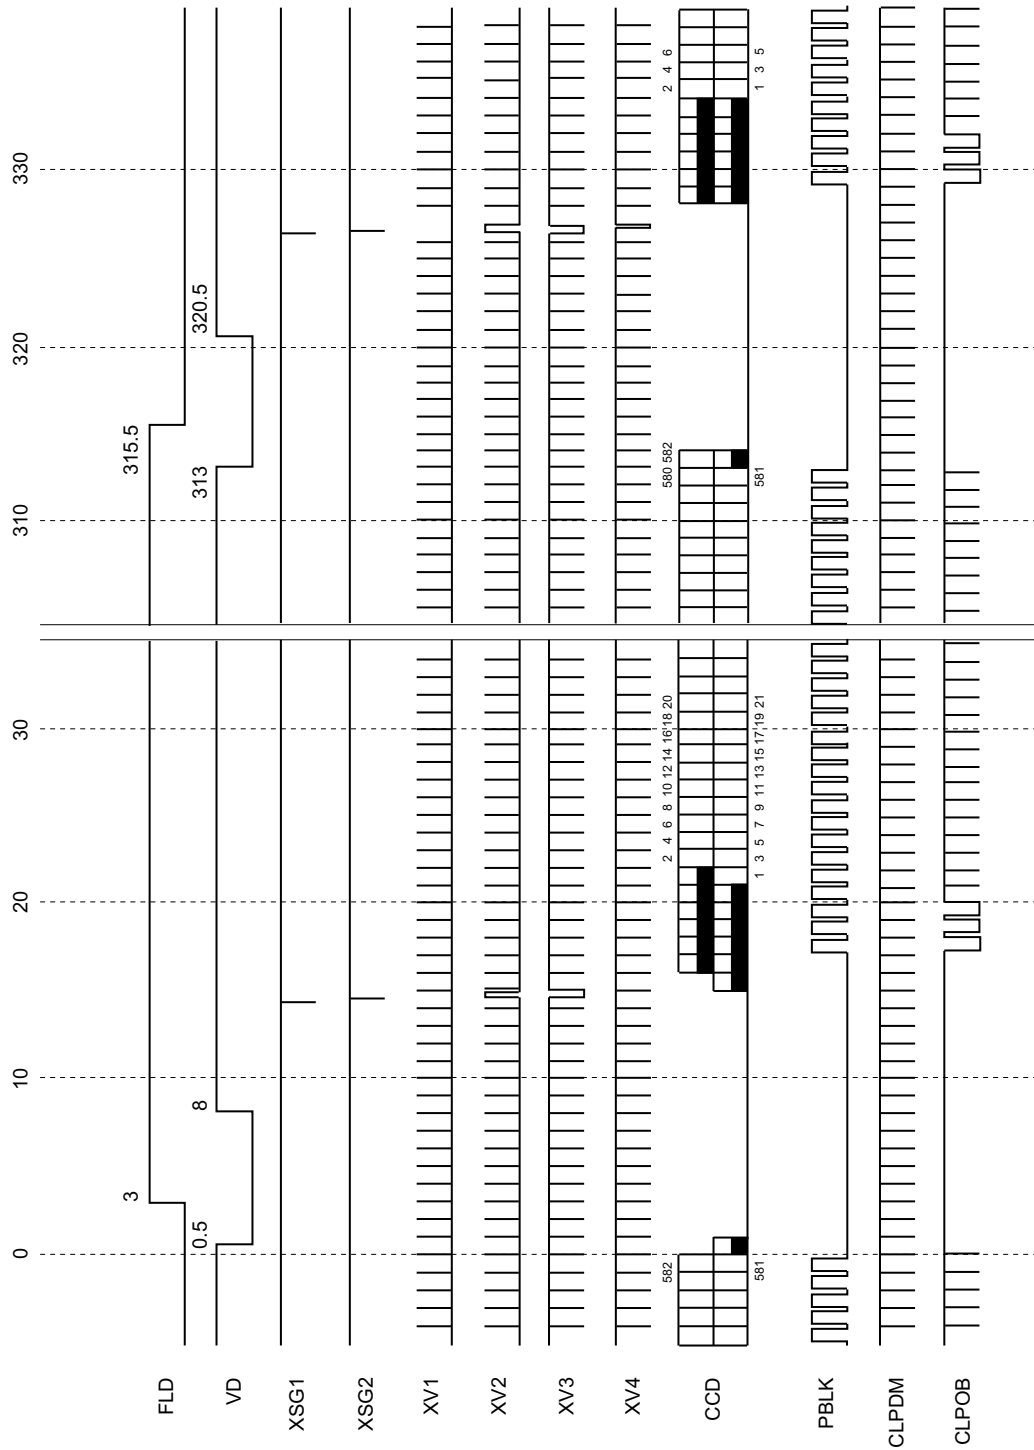 0 10 20 30 310 320 330
3 315.5
FLD
0.5 8 313 320.5
VD
XSG1
XSG2
XV1
XV2
XV3
XV4
582 2 4 6 8 10 12 14 16 18 20 580 582 2 4 6
CCD
581 1 3 5 7 9 11 13 15 17 19 21 581 1 3 5
PBLK
CLPDM
CLPOB